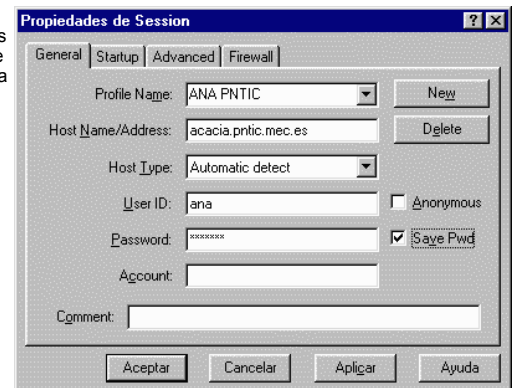 Propiedades de Session
s
e
a
General Startup Advanced Firewall
Profile Name: ANA PNTIC New
Host Name/Address: acacia.pntic.mec.es Delete
Host Type: Automatic detect
User ID: ana Anonymous
Password: ******* Save Pwd
Account:
Comment:
Aceptar Cancelar Aplicar Ayuda